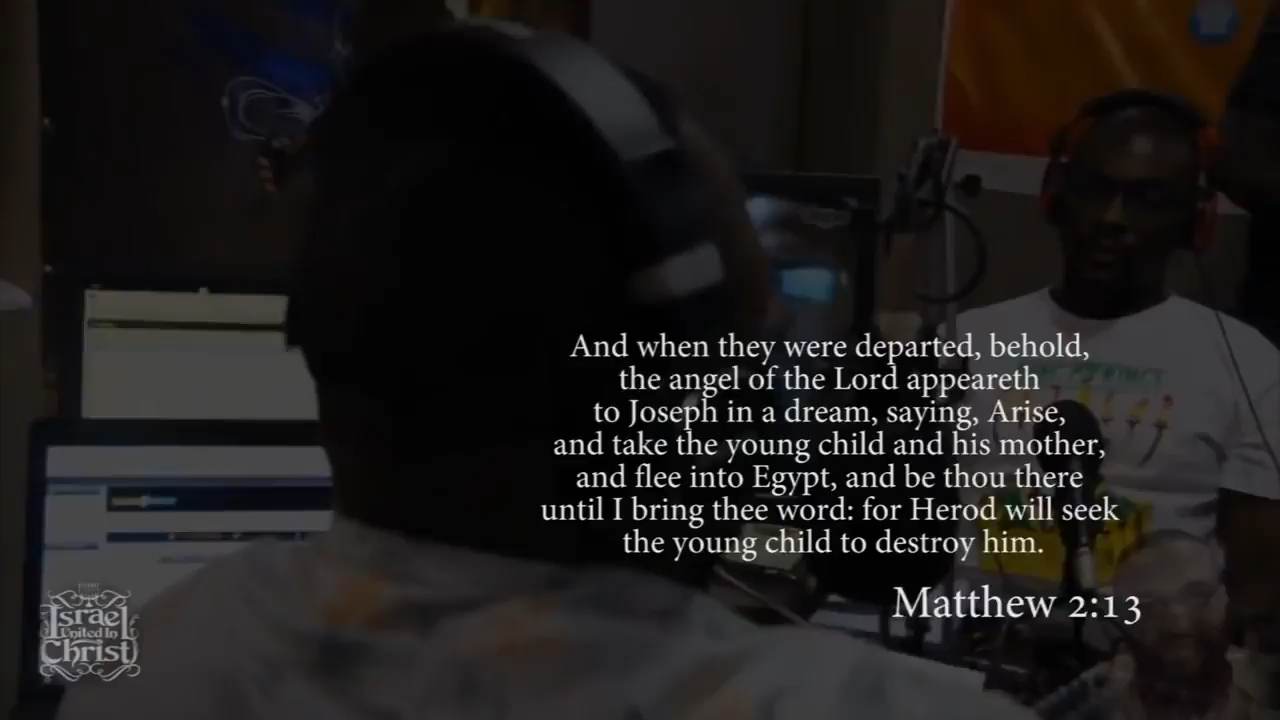 And when they were departed, behold,
the angel of the Lord appeareth
to Joseph in a dream, saying, Arise,
and take the young child and his mother,
and flee into Egypt, and be thou there
until I bring thee word: for Herod will seek
the young child to destroy him.
Matthew 2:13
Israel
United In
Christ